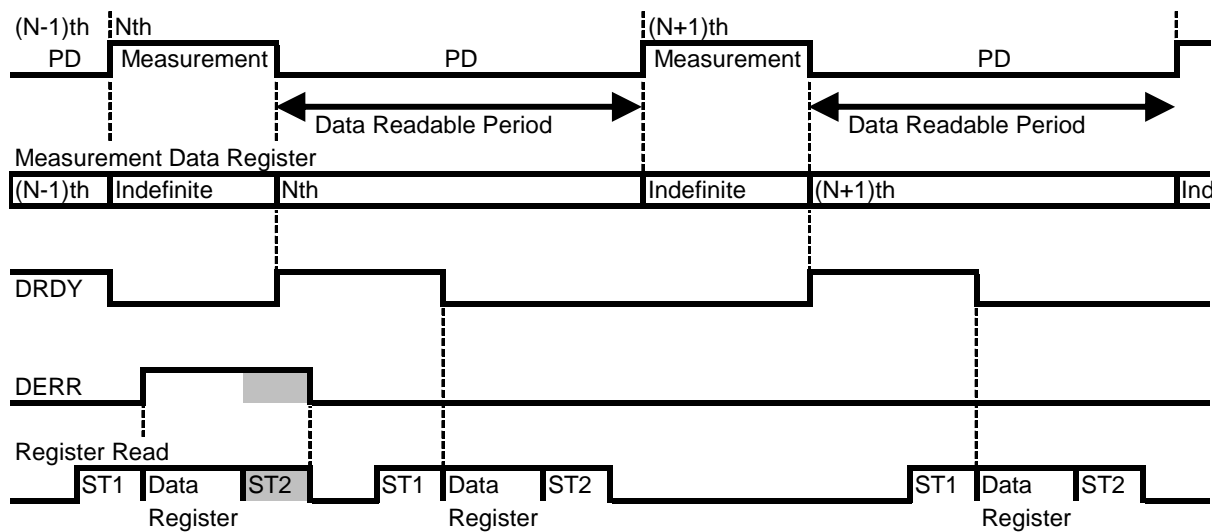 (N-1)th Nth (N+1)th
PD Measurement PD Measurement PD
Data Readable Period Data Readable Period
Measurement Data Register
(N-1)th Indefinite Nth Indefinite (N+1)th Ind
DRDY
DERR
Register Read
ST1 Data ST2 ST1 Data ST2 ST1 Data ST2
Register Register Register